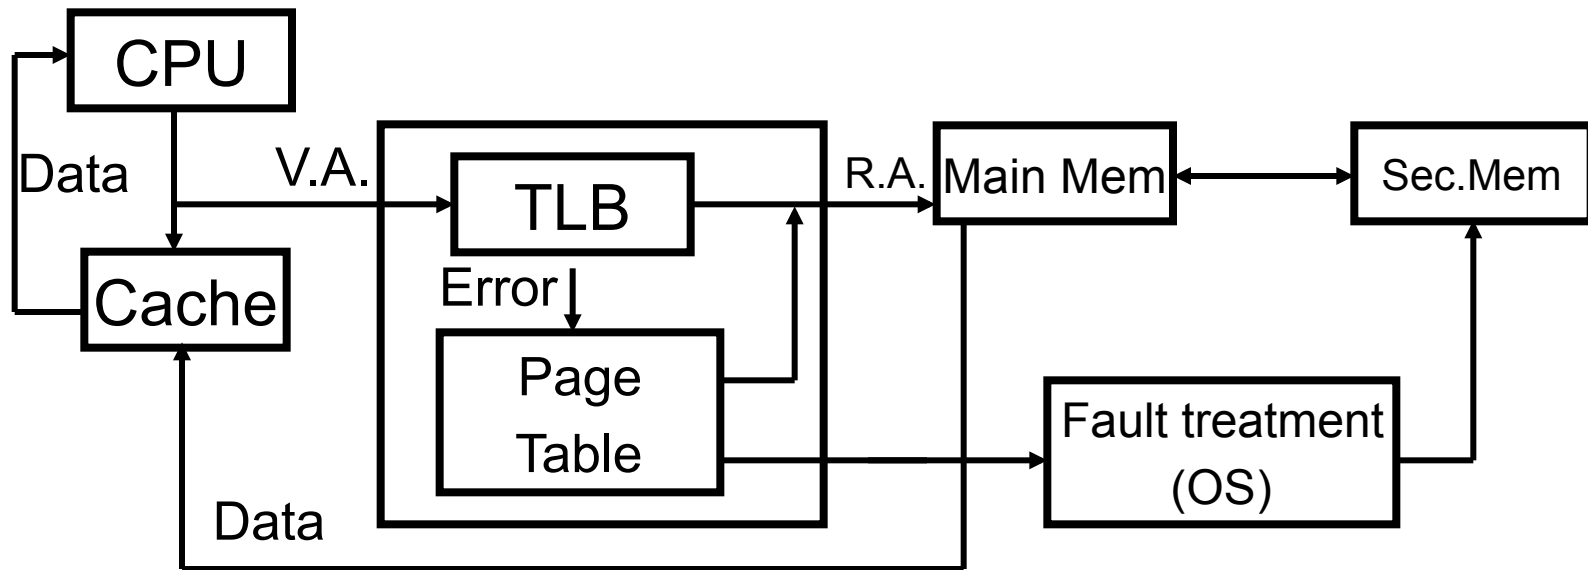 CPU
Data
V.A.
TLB
R.A.
Main Mem
Sec.Mem
Cache
Error
Page
Table
Fault treatment
(OS)
Data